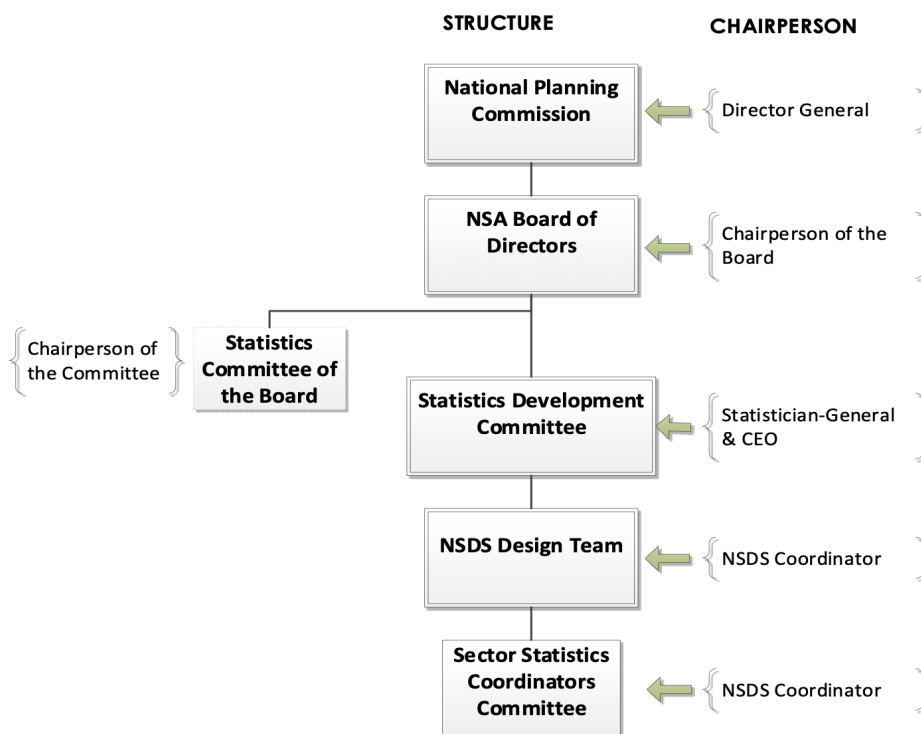 STRUCTURE
CHAIRPERSON
National Planning
Commission
Director General
NSA Board of
Directors
Chairperson of the
Board
Chairperson of
the Committee
Statistics
Committee of
the Board
Statistics Development
Committee
Statistician-General
& CEO
NSDS Design Team
NSDS Coordinator
Sector Statistics
Coordinators
Committee
NSDS Coordinator